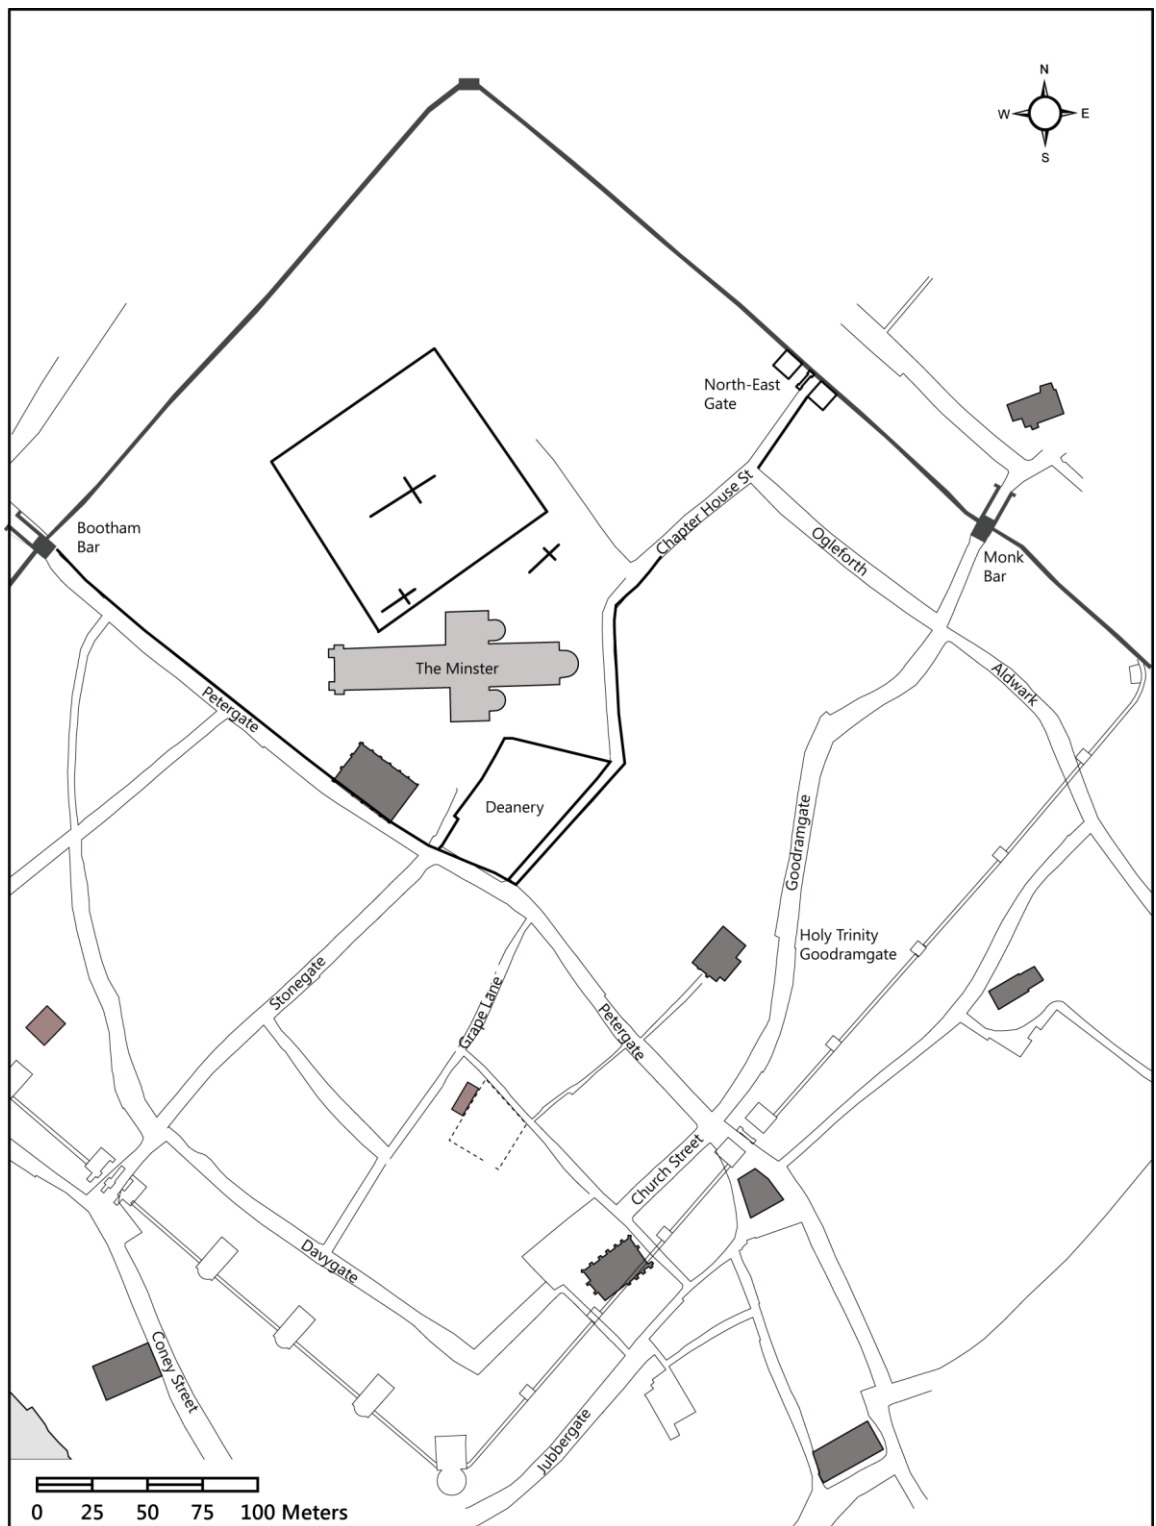 N
W E
S
North-East
Gate
Bootham
Bar
Chapter House St
Ogleforth
Monk
Bar
The Minster
Aldwark
Petergate
Deanery
Goodramgate
Holy Trinity
Goodramgate
Stonegate
Grape Lane
Petergate
Church Street
Davygate
Coney Street
Jubbergate
0 25 50 75 100 Meters